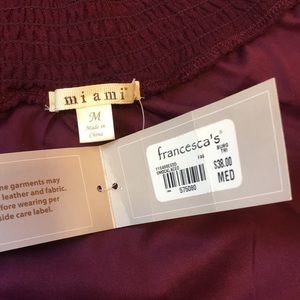 miami
M
Made in
China
francesca's®
575080
$38.00
MED
ne garments may
leather and fabric.
fore wearing per
side care label.